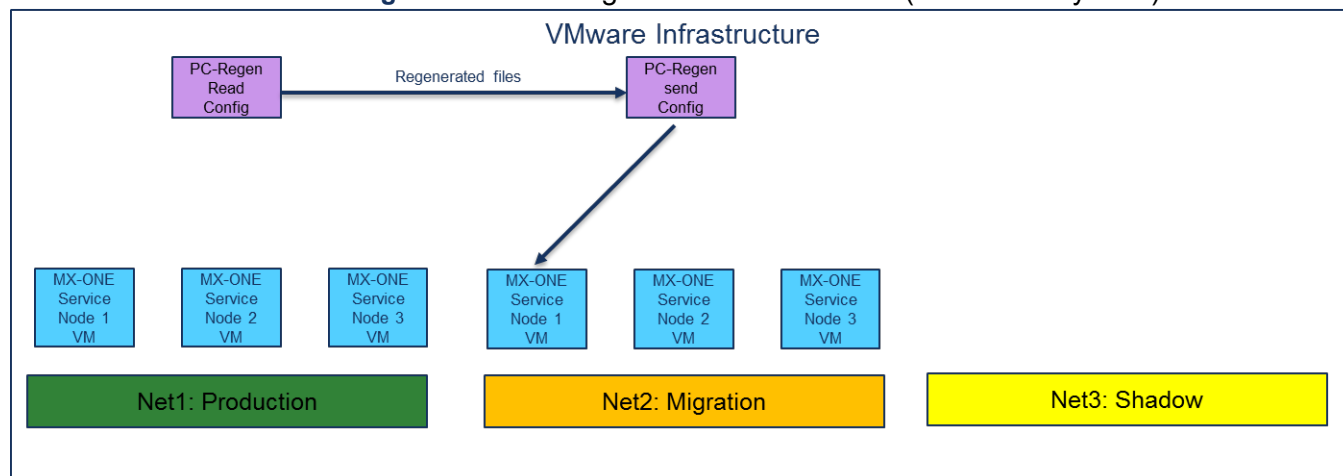 VMware Infrastructure
PC-Regen
Read
Config
Regenerated files
PC-Regen
send
Config
MX-ONE
Service
Node 1
VM
MX-ONE
Service
Node 2
VM
MX-ONE
Service
Node 3
VM
MX-ONE
Service
Node 1
VM
MX-ONE
Service
Node 2
VM
MX-ONE
Service
Node 3
VM
Net1: Production
Net2: Migration
Net3: Shadow